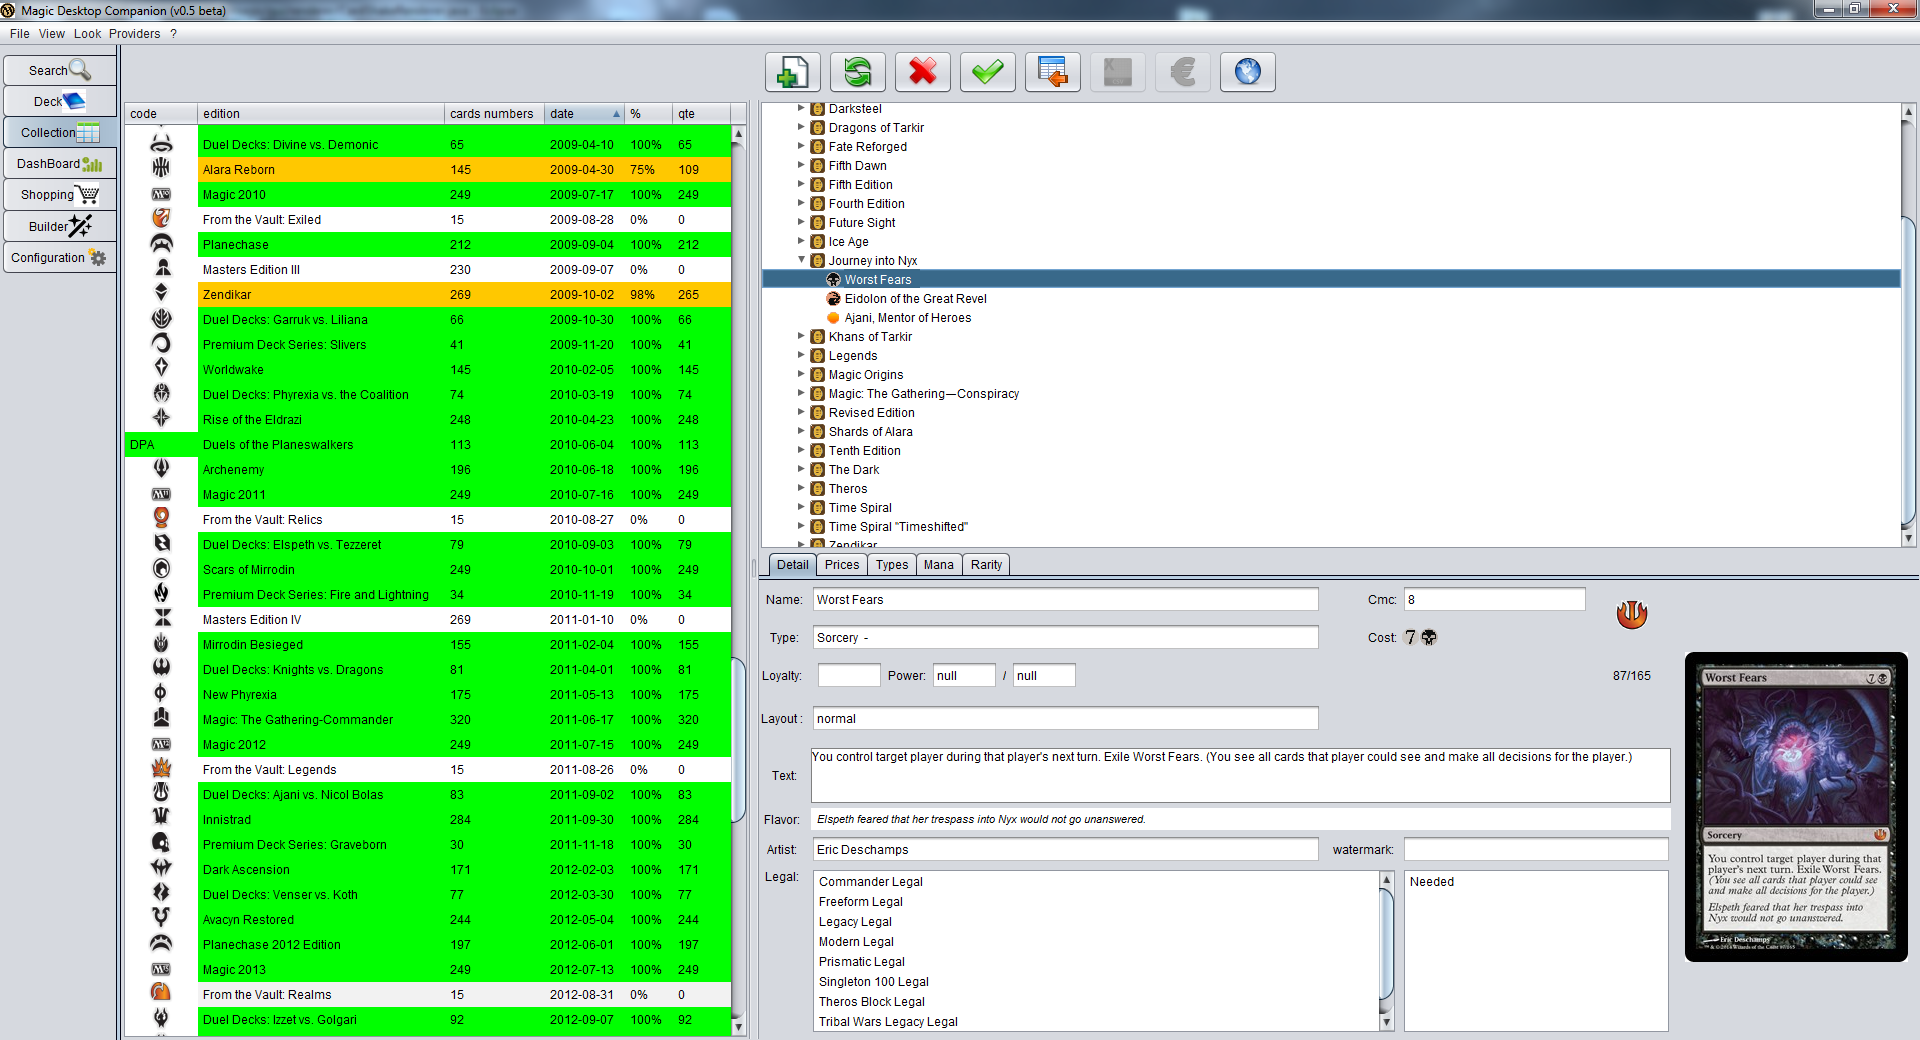 Magic Desktop Companion (v0.5 beta)
File View Look Providers ?
Search
Deck
Collection
DashBoard
Shopping
Builder
Configuration
code edition cards numbers date % qte
Duel Decks: Divine vs. Demonic 65 2009-04-10 100% 65
Alara Reborn 145 2009-04-30 75% 109
Magic 2010 249 2009-07-17 100% 249
From the Vault: Exiled 15 2009-08-28 0% 0
Planechase 212 2009-09-04 100% 212
Masters Edition III 230 2009-09-07 0% 0
Zendikar 269 2009-10-02 98% 265
Duel Decks: Garruk vs. Liliana 66 2009-10-30 100% 66
Premium Deck Series: Slivers 41 2009-11-20 100% 41
Worldwake 145 2010-02-05 100% 145
Duel Decks: Phyrexia vs. the Coalition 74 2010-03-19 100% 74
Rise of the Eldrazi 248 2010-04-23 100% 248
DPA Duels of the Planeswalkers 113 2010-06-04 100% 113
Archenemy 196 2010-06-18 100% 196
Magic 2011 249 2010-07-16 100% 249
From the Vault: Relics 15 2010-08-27 0% 0
Duel Decks: Elspeth vs. Tezzeret 79 2010-09-03 100% 79
Scars of Mirrodin 249 2010-10-01 100% 249
Premium Deck Series: Fire and Lightning 34 2010-11-19 100% 34
Masters Edition IV 269 2011-01-10 0% 0
Mirrodin Besieged 155 2011-02-04 100% 155
Duel Decks: Knights vs. Dragons 81 2011-04-01 100% 81
New Phyrexia 175 2011-05-13 100% 175
Magic: The Gathering-Commander 320 2011-06-17 100% 320
Magic 2012 249 2011-07-15 100% 249
From the Vault: Legends 15 2011-08-26 0% 0
Duel Decks: Ajani vs. Nicol Bolas 83 2011-09-02 100% 83
Innistrad 284 2011-09-30 100% 284
Premium Deck Series: Graveborn 30 2011-11-18 100% 30
Dark Ascension 171 2012-02-03 100% 171
Duel Decks: Venser vs. Koth 77 2012-03-30 100% 77
Avacyn Restored 244 2012-05-04 100% 244
Planechase 2012 Edition 197 2012-06-01 100% 197
Magic 2013 249 2012-07-13 100% 249
From the Vault: Realms 15 2012-08-31 0% 0
Duel Decks: Izzet vs. Golgari 92 2012-09-07 100% 92
Darksteel
Dragons of Tarkir
Fate Reforged
Fifth Dawn
Fifth Edition
Fourth Edition
Future Sight
Ice Age
Journey into Nyx
Worst Fears
Eidolon of the Great Revel
Ajani, Mentor of Heroes
Khans of Tarkir
Legends
Magic Origins
Magic: The Gathering—Conspiracy
Revised Edition
Shards of Alara
Tenth Edition
The Dark
Theros
Time Spiral
Time Spiral "Timeshifted"
Zendikar
Detail Prices Types Mana Rarity
Name: Worst Fears Cmc: 8
Type: Sorcery - Cost: 7
Loyalty: Power: null / null 87/165
Layout : normal
Text: You control target player during that player's next turn. Exile Worst Fears. (You see all cards that player could see and make all decisions for the player.)
Flavor: Elspeth feared that her trespass into Nyx would not go unanswered.
Artist: Eric Deschamps watermark:
Legal: Commander Legal
Freeform Legal
Legacy Legal
Modern Legal
Prismatic Legal
Singleton 100 Legal
Theros Block Legal
Tribal Wars Legacy Legal
Needed
Worst Fears 7
Sorcery
You control target player during that
player's next turn. Exile Worst Fears.
(You see all cards that player could see
and make all decisions for the player.)
Elspeth feared that her trespass into
Nyx would not go unanswered.
Eric Deschamps